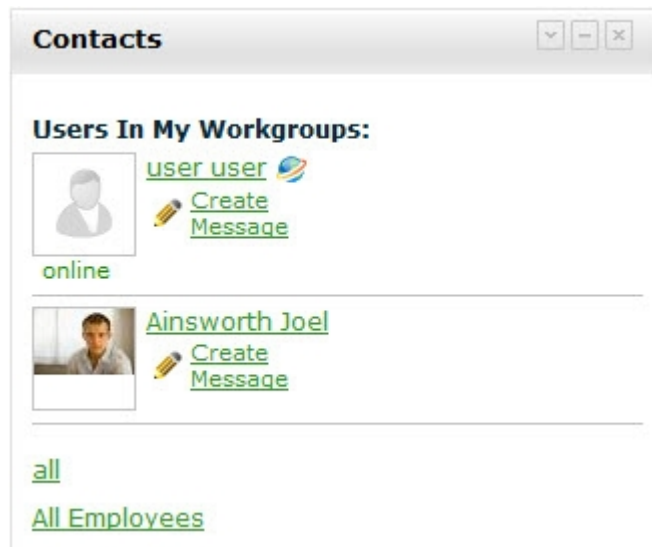 Contacts
Users In My Workgroups:
user user
Create
Message
online
Ainsworth Joel
Create
Message
all
All Employees